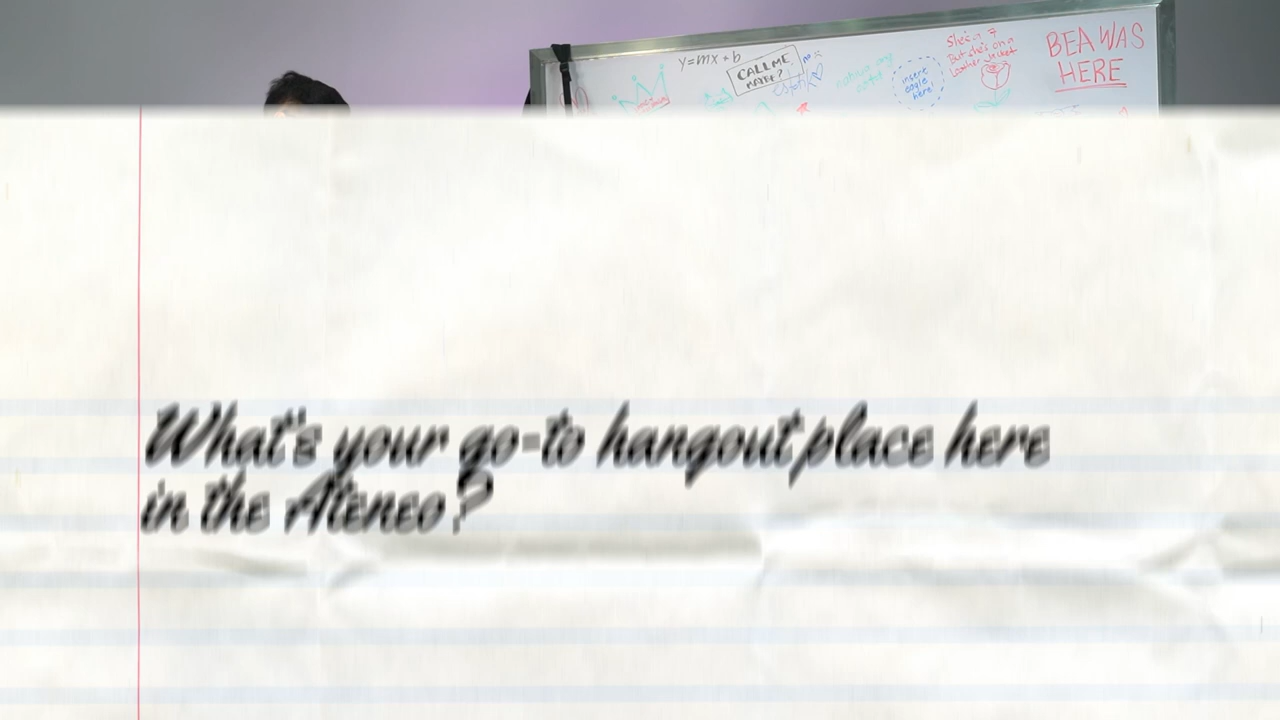 y=mx+b
CALL ME,
MAYBE?
She's a 7
But she's on a
Leather Jacket
insert
eagle
here!
BEA WAS
HERE
What's your go-to hangout place here
in the Ateneo?